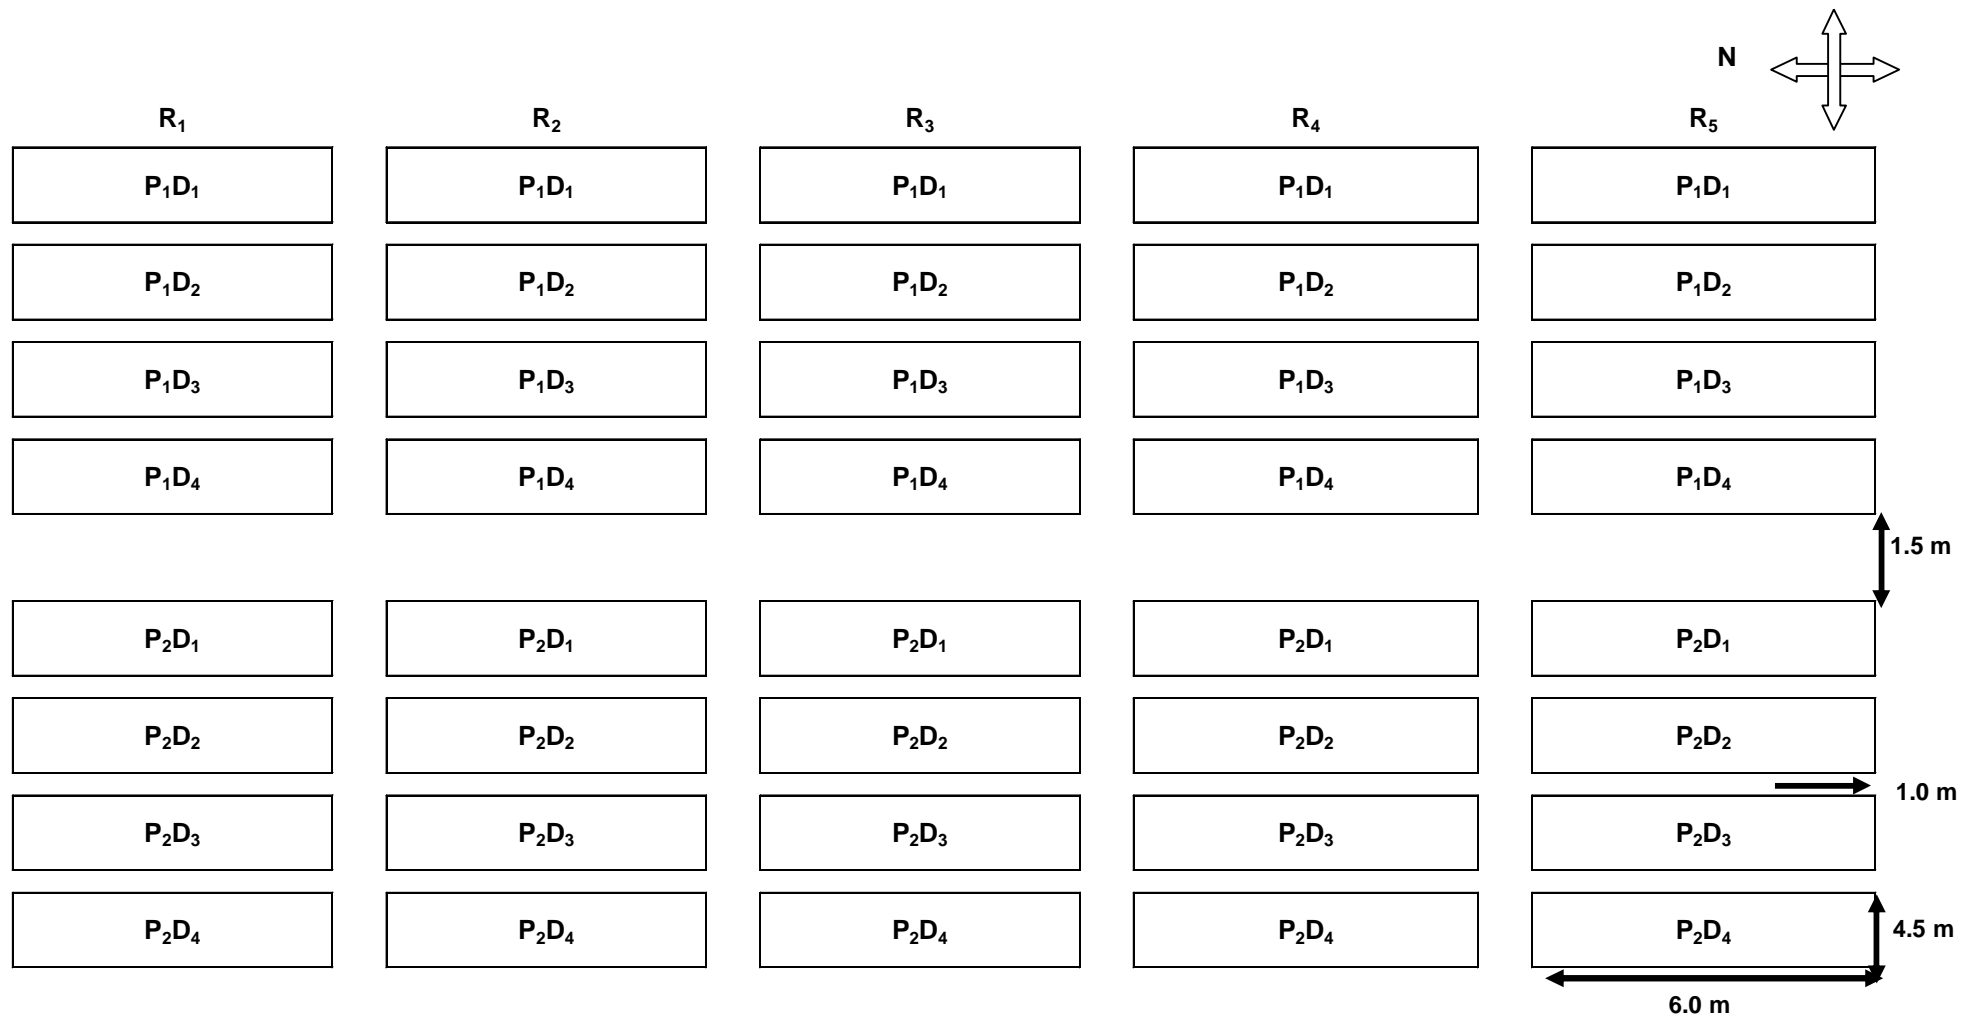 N
R₁ R₂ R₃ R₄ R₅
P₁D₁ P₁D₁ P₁D₁ P₁D₁ P₁D₁
P₁D₂ P₁D₂ P₁D₂ P₁D₂ P₁D₂
P₁D₃ P₁D₃ P₁D₃ P₁D₃ P₁D₃
P₁D₄ P₁D₄ P₁D₄ P₁D₄ P₁D₄
1.5 m
P₂D₁ P₂D₁ P₂D₁ P₂D₁ P₂D₁
P₂D₂ P₂D₂ P₂D₂ P₂D₂ P₂D₂
1.0 m
P₂D₃ P₂D₃ P₂D₃ P₂D₃ P₂D₃
P₂D₄ P₂D₄ P₂D₄ P₂D₄ P₂D₄ 4.5 m
6.0 m